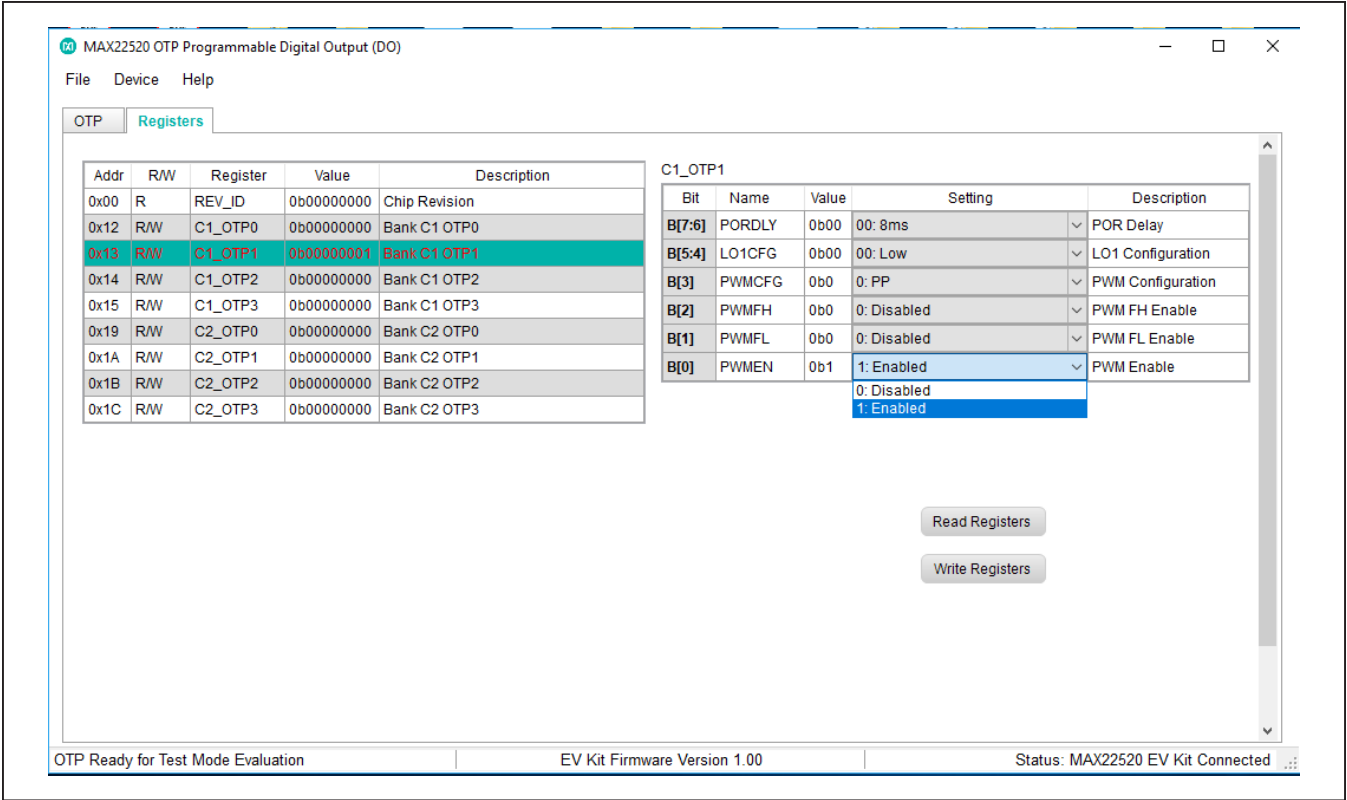 MAX22520 OTP Programmable Digital Output (DO)
File Device Help
OTP Registers
Addr R/W Register Value Description
0x00 R REV_ID 0b00000000 Chip Revision
0x12 R/W C1_OTP0 0b00000000 Bank C1 OTP0
0x13 R/W C1_OTP1 0b00000001 Bank C1 OTP1
0x14 R/W C1_OTP2 0b00000000 Bank C1 OTP2
0x15 R/W C1_OTP3 0b00000000 Bank C1 OTP3
0x19 R/W C2_OTP0 0b00000000 Bank C2 OTP0
0x1A R/W C2_OTP1 0b00000000 Bank C2 OTP1
0x1B R/W C2_OTP2 0b00000000 Bank C2 OTP2
0x1C R/W C2_OTP3 0b00000000 Bank C2 OTP3
C1_OTP1
Bit Name Value Setting Description
B[7:6] PORDLY 0b00 00: 8ms POR Delay
B[5:4] LO1CFG 0b00 00: Low LO1 Configuration
B[3] PWMCFG 0b0 0: PP PWM Configuration
B[2] PWMFH 0b0 0: Disabled PWM FH Enable
B[1] PWMFL 0b0 0: Disabled PWM FL Enable
B[0] PWMEN 0b1 1: Enabled PWM Enable
0: Disabled
1: Enabled
Read Registers
Write Registers
OTP Ready for Test Mode Evaluation EV Kit Firmware Version 1.00 Status: MAX22520 EV Kit Connected